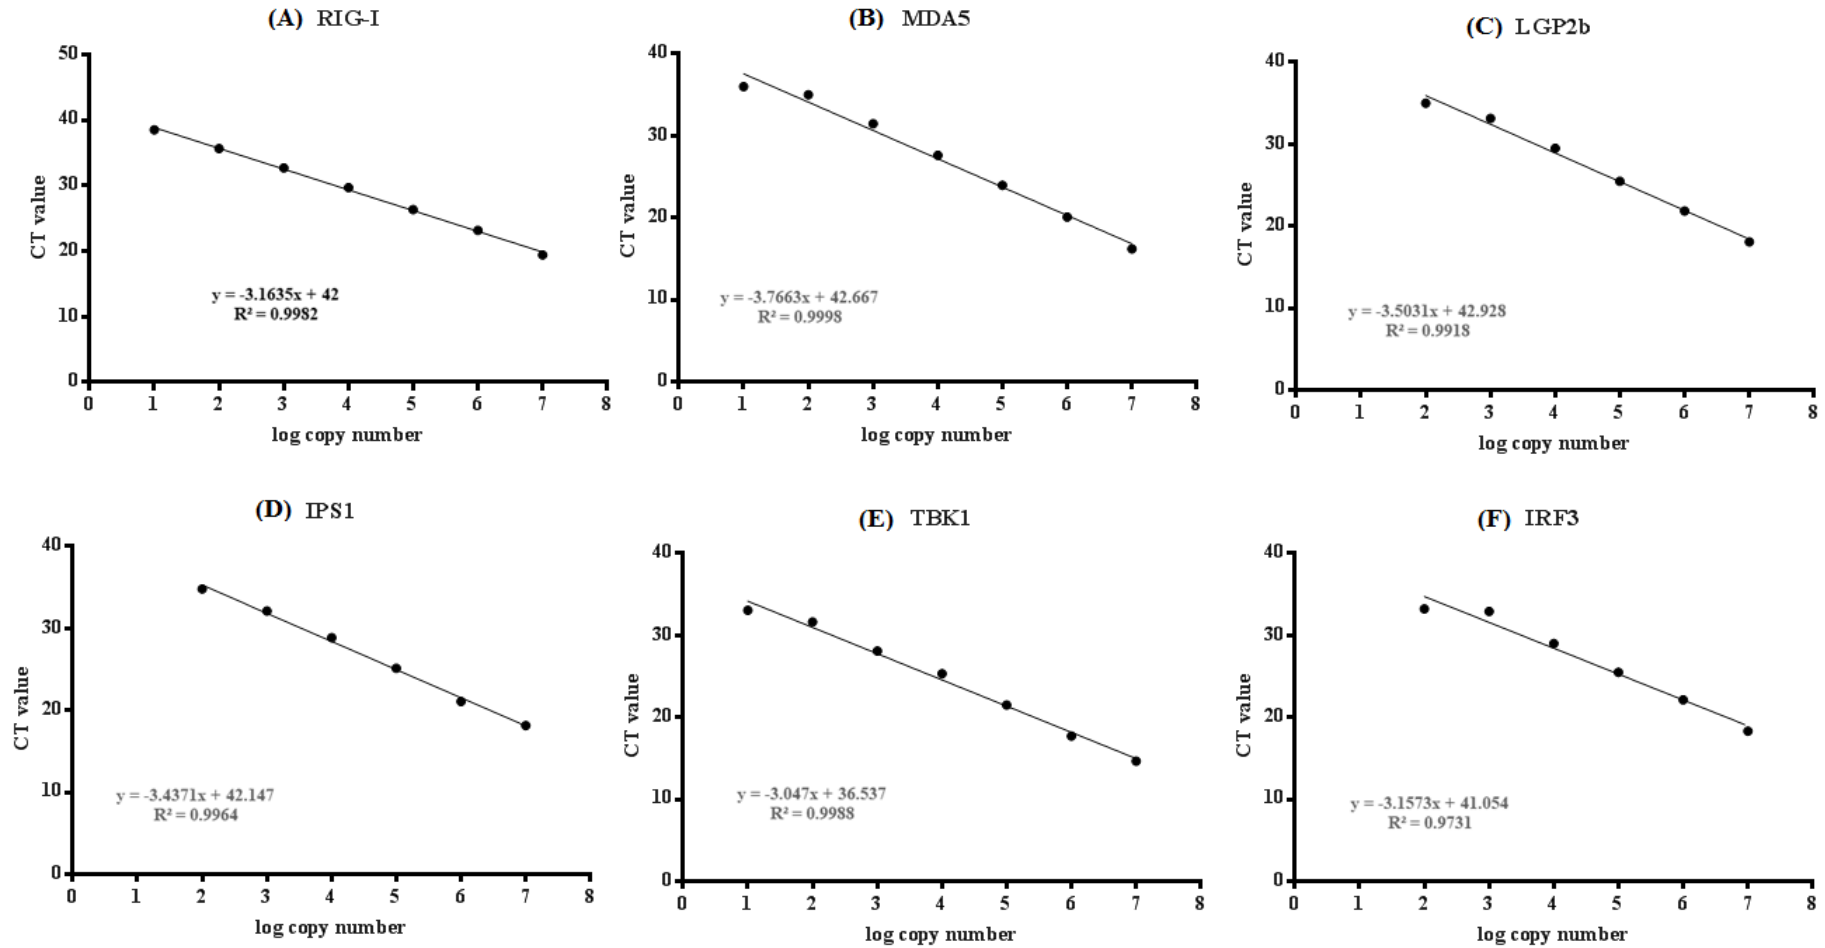 (A) RIG-I
50
40
30
20
10
0
CT value
y = -3.1635x + 42
R² = 0.9982
0 1 2 3 4 5 6 7 8
log copy number
(B) MDA5
40
30
20
10
0
CT value
y = -3.7663x + 42.667
R² = 0.9998
0 1 2 3 4 5 6 7 8
log copy number
(C) LGP2b
40
30
20
10
0
CT value
y = -3.5031x + 42.928
R² = 0.9918
0 1 2 3 4 5 6 7 8
log copy number
(D) IPS1
40
30
20
10
0
CT value
y = -3.4371x + 42.147
R² = 0.9964
0 1 2 3 4 5 6 7 8
log copy number
(E) TBK1
40
30
20
10
0
CT value
y = -3.047x + 36.537
R² = 0.9988
0 1 2 3 4 5 6 7 8
log copy number
(F) IRF3
40
30
20
10
0
CT value
y = -3.1573x + 41.054
R² = 0.9731
0 1 2 3 4 5 6 7 8
log copy number